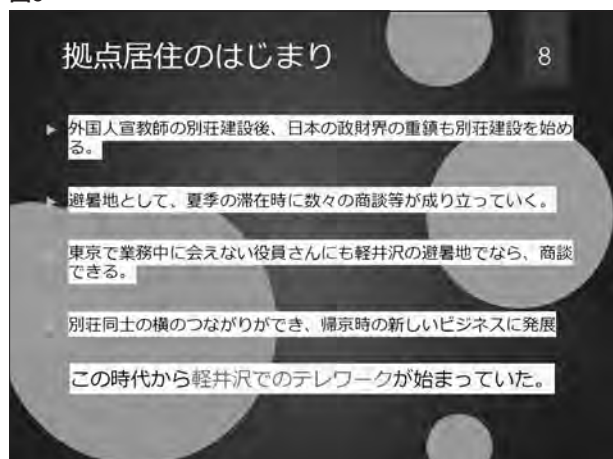 拠点居住のはじまり
8
外国人宣教師の別荘建設後、日本の政財界の重鎮も別荘建設を始め
る。
避暑地として、夏季の滞在時に数々の商談等が成り立っていく。
東京で業務中に会えない役員さんにも軽井沢の避暑地でなら、商談
できる。
別荘同士の横のつながりができ、帰京時の新しいビジネスに発展
この時代から軽井沢でのテレワークが始まっていた。